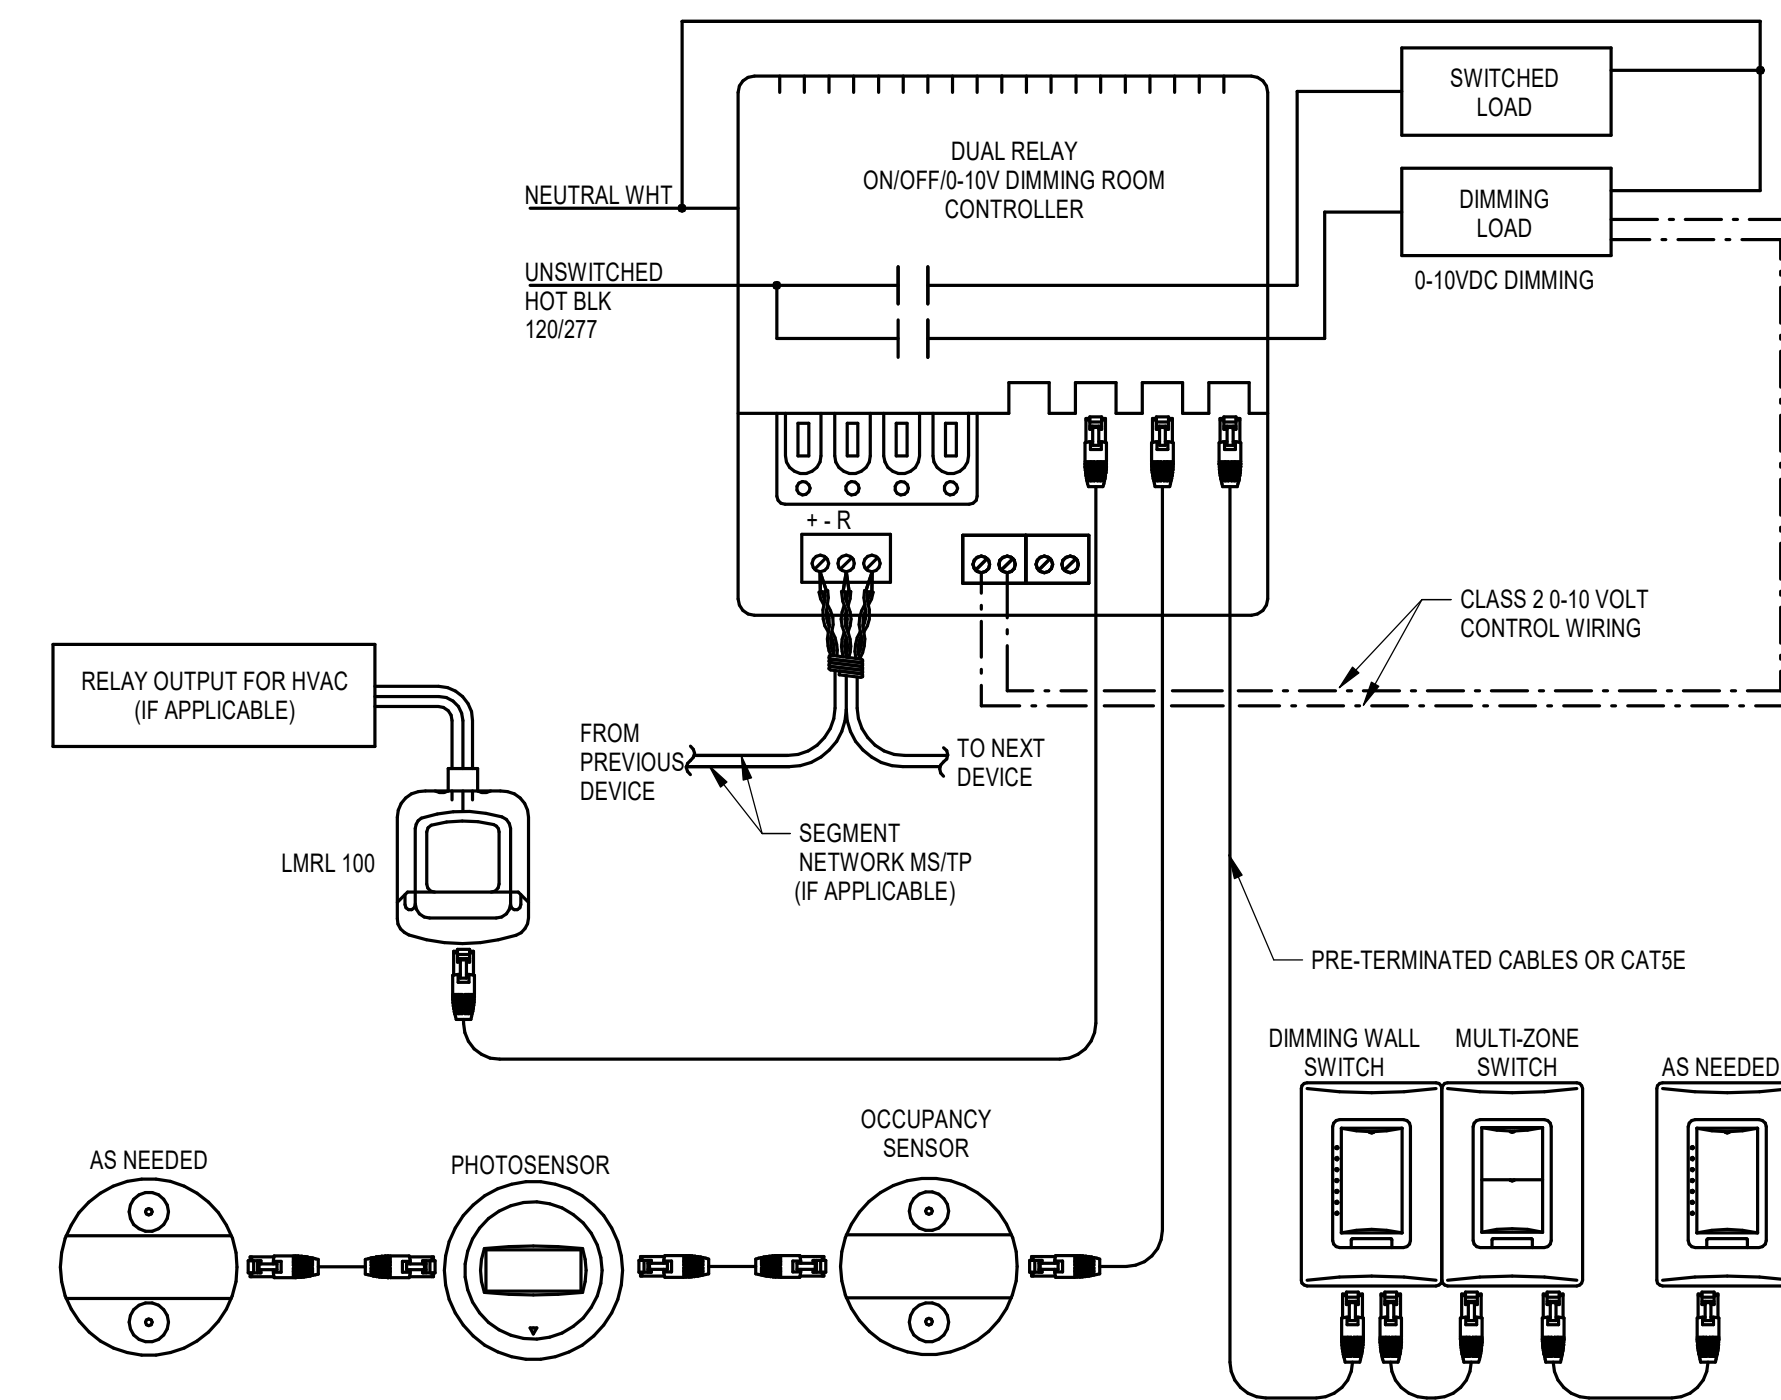 SWITCHED
LOAD
DUAL RELAY
ON/OFF/0-10V DIMMING ROOM
CONTROLLER
NEUTRAL WHT
DIMMING
LOAD
0-10VDC DIMMING
UNSWITCHED
HOT BLK
120/277
+ - R
CLASS 2 0-10 VOLT
CONTROL WIRING
RELAY OUTPUT FOR HVAC
(IF APPLICABLE)
FROM
PREVIOUS
DEVICE
TO NEXT
DEVICE
SEGMENT
NETWORK MS/TP
(IF APPLICABLE)
LMRL 100
PRE-TERMINATED CABLES OR CAT5E
DIMMING WALL
SWITCH
MULTI-ZONE
SWITCH
AS NEEDED
OCCUPANCY
SENSOR
AS NEEDED
PHOTOSENSOR